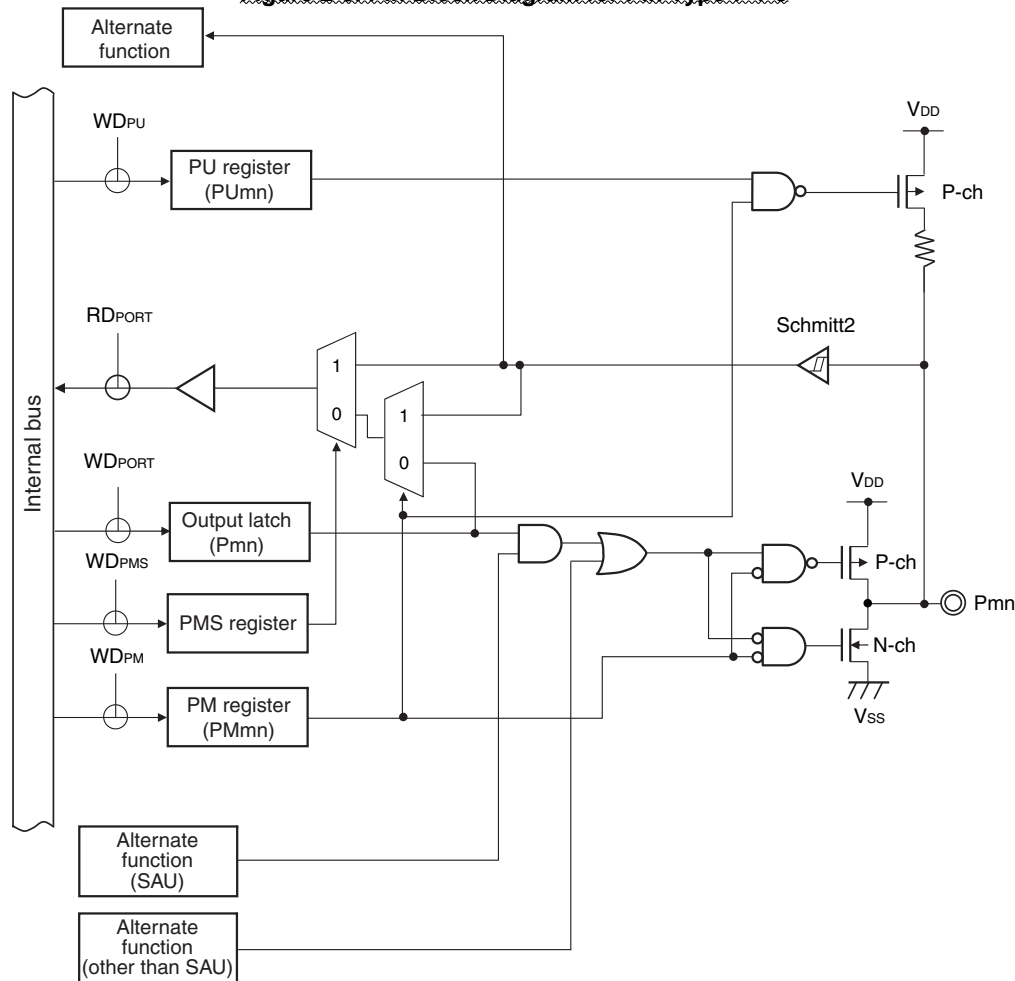 Alternate
function
WDPU
PU register
(PUmn)
VDD
P-ch
RDPORT
Schmitt2
1
0
1
0
Internal bus
WDPORT
Output latch
(Pmn)
VDD
P-ch
Pmn
WDPMS
PMS register
N-ch
WDPM
PM register
(PMmn)
VSS
Alternate
function
(SAU)
Alternate
function
(other than SAU)